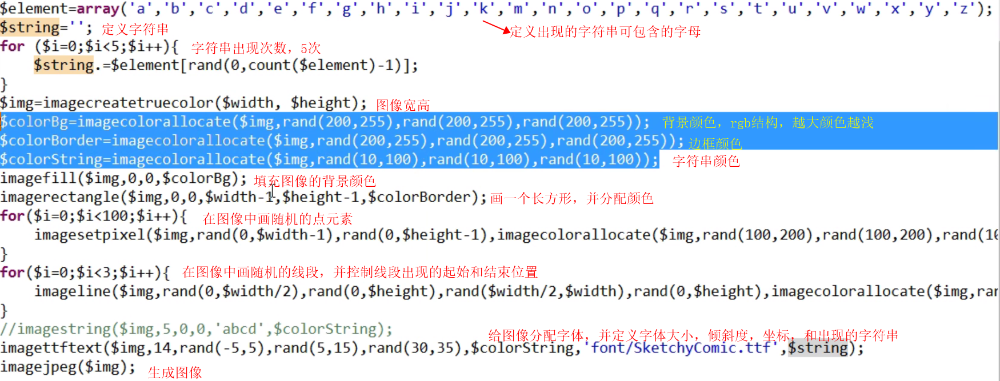 $element=array('a','b','c','d','e','f','g','h','i','j','k','m','n','o','p','q','r','s','t','u','v','w','x','y','z');
$string=''; 定义字符串
定义出现的字符串可包含的字母
for ($i=0;$i<5;$i++){ 字符串出现次数，5次
$string.=$element[rand(0,count($element)-1)];
}
$img=imagecreatetruecolor($width, $height); 图像宽高
$colorBg=imagecolorallocate($img,rand(200,255),rand(200,255),rand(200,255)); 背景颜色，rgb结构，越大颜色越浅
$colorBorder=imagecolorallocate($img,rand(200,255),rand(200,255),rand(200,255)); 边框颜色
$colorString=imagecolorallocate($img,rand(10,100),rand(10,100),rand(10,100)); 字符串颜色
imagefill($img,0,0,$colorBg); 填充图像的背景颜色
imagerectangle($img,0,0,$width-1,$height-1,$colorBorder); 画一个长方形，并分配颜色
for($i=0;$i<100;$i++){ 在图像中画随机的点元素
imagesetpixel($img,rand(0,$width-1),rand(0,$height-1),imagecolorallocate($img,rand(100,200),rand(100,200),rand(10
}
for($i=0;$i<3;$i++){ 在图像中画随机的线段，并控制线段出现的起始和结束位置
imageline($img,rand(0,$width/2),rand(0,$height),rand($width/2,$width),rand(0,$height),imagecolorallocate($img,ran
}
//imagestring($img,5,0,0,'abcd',$colorString);
给图像分配字体，并定义字体大小，倾斜度，坐标，和出现的字符串
imagettftext($img,14,rand(-5,5),rand(5,15),rand(30,35),$colorString,'font/SketchyComic.ttf',$string);
imagejpeg($img); 生成图像